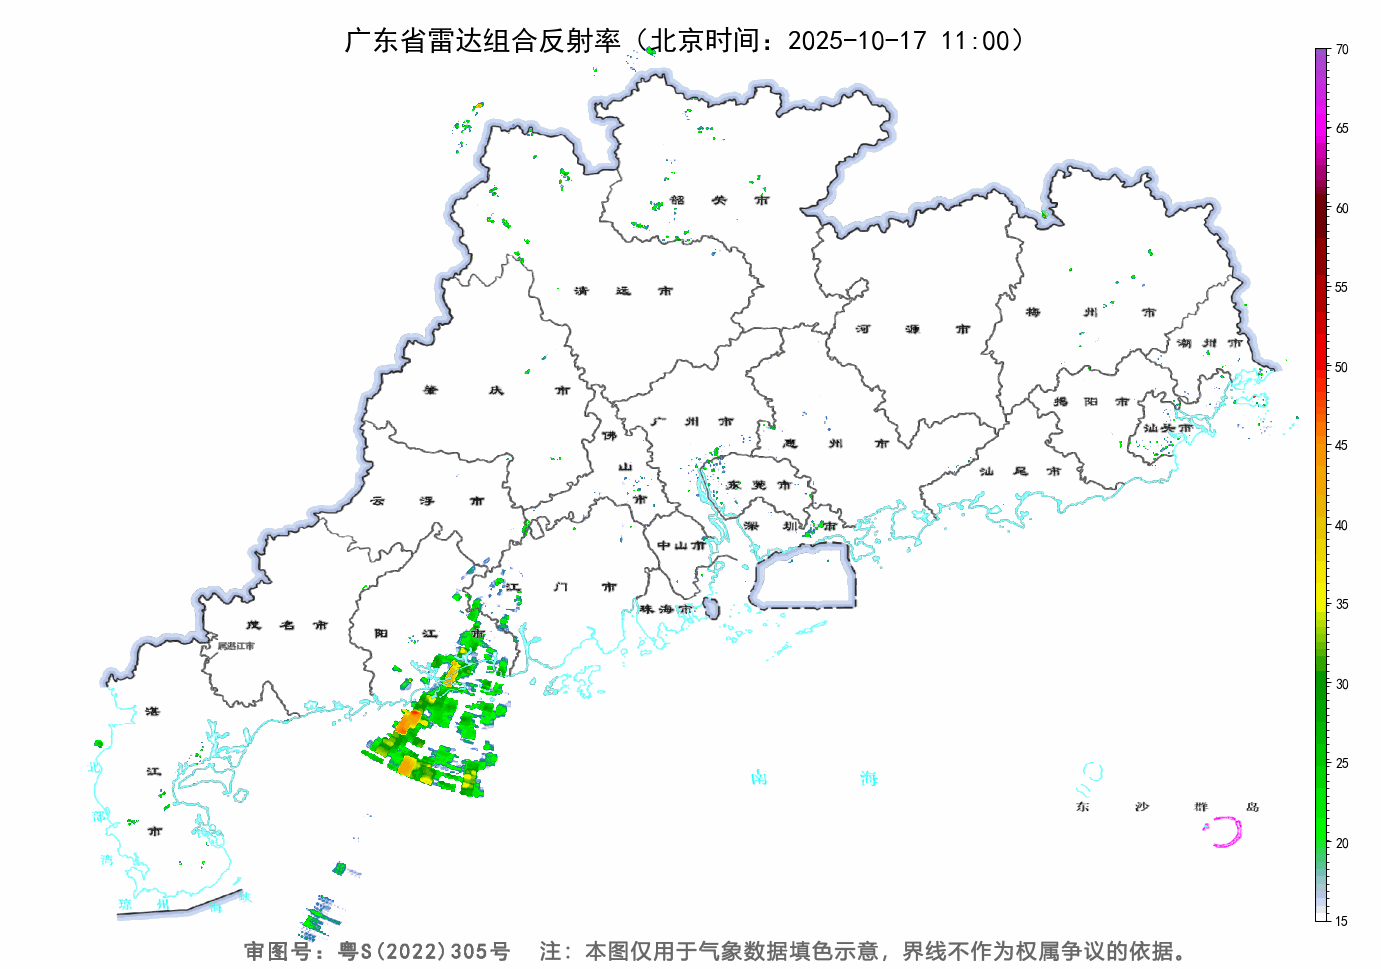 广东省雷达组合反射率（北京时间：2025-10-17 11:00）
70
65
60
55
50
45
40
35
30
25
20
15
韶关市
清远市
河源市
梅州市
潮州市
肇庆市
广州市
揭阳市
汕头市
佛山市
惠州市
汕尾市
云浮市
东莞市
深圳市
中山市
江门市
珠海市
茂名市
阳江市
属湛江市
湛江市
北部湾
南海
东沙群岛
琼州海峡
审图号：粤S(2022)305号 注：本图仅用于气象数据填色示意，界线不作为权属争议的依据。